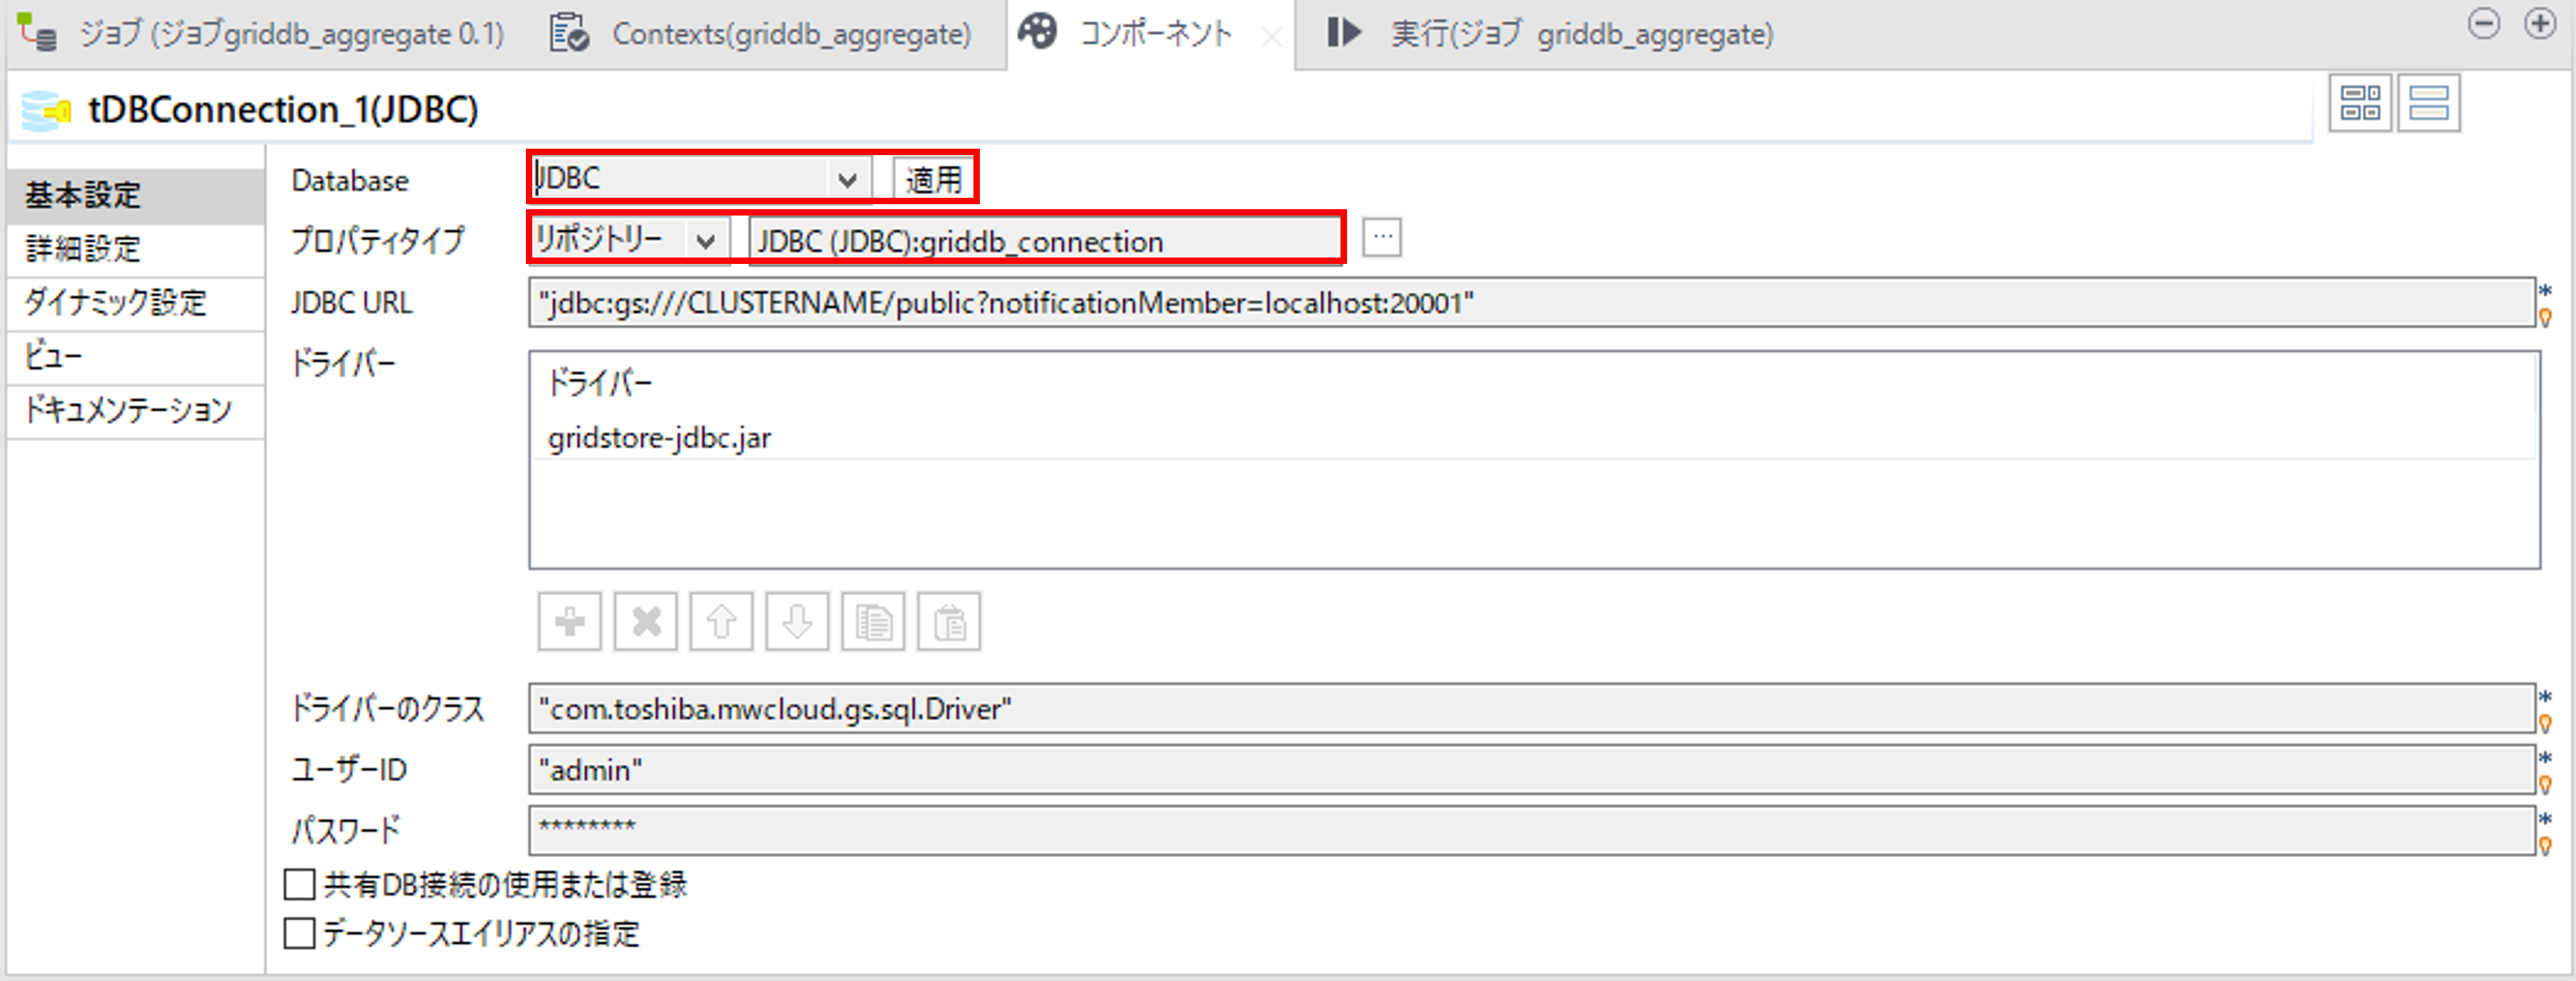 ジョブ (ジョブgriddb_aggregate 0.1) Contexts(griddb_aggregate) コンポーネント 実行(ジョブ griddb_aggregate)
tDBConnection_1(JDBC)
基本設定
詳細設定
ダイナミック設定
ビュー
ドキュメンテーション
Database JDBC 適用
プロパティタイプ リポジトリー JDBC (JDBC):griddb_connection ...
JDBC URL "jdbc:gs:///CLUSTERNAME/public?notificationMember=localhost:20001" *
ドライバー
ドライバー
gridstore-jdbc.jar
ドライバーのクラス "com.toshiba.mwcloud.gs.sql.Driver" *
ユーザーID "admin" *
パスワード ******** *
共有DB接続の使用または登録
データソースエイリアスの指定